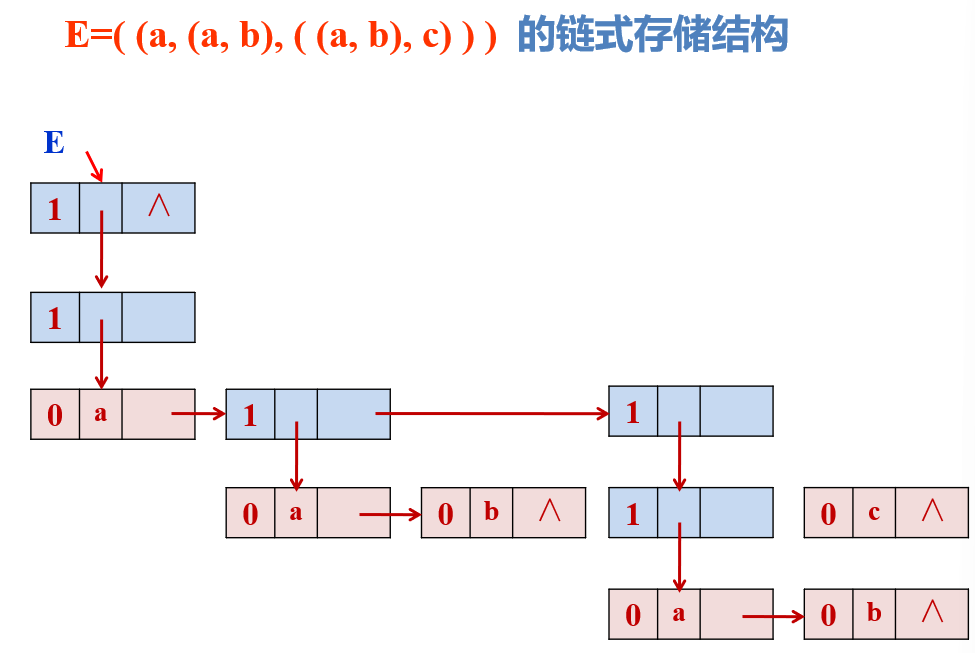 E=( (a, (a, b), ( (a, b), c) ) ) 的链式存储结构
E
1 ∧
1
0 a 1 1
0 a 0 b ∧ 1 0 c ∧
0 a 0 b ∧